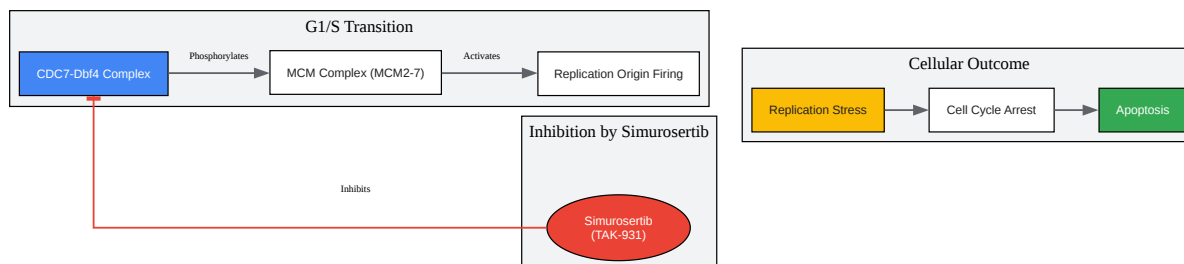 G1/S Transition
CDC7-Dbf4 Complex
Phosphorylates
MCM Complex (MCM2-7)
Activates
Replication Origin Firing
Inhibition by Simurosertib
Inhibits
Simurosertib
(TAK-931)
Cellular Outcome
Replication Stress
Cell Cycle Arrest
Apoptosis